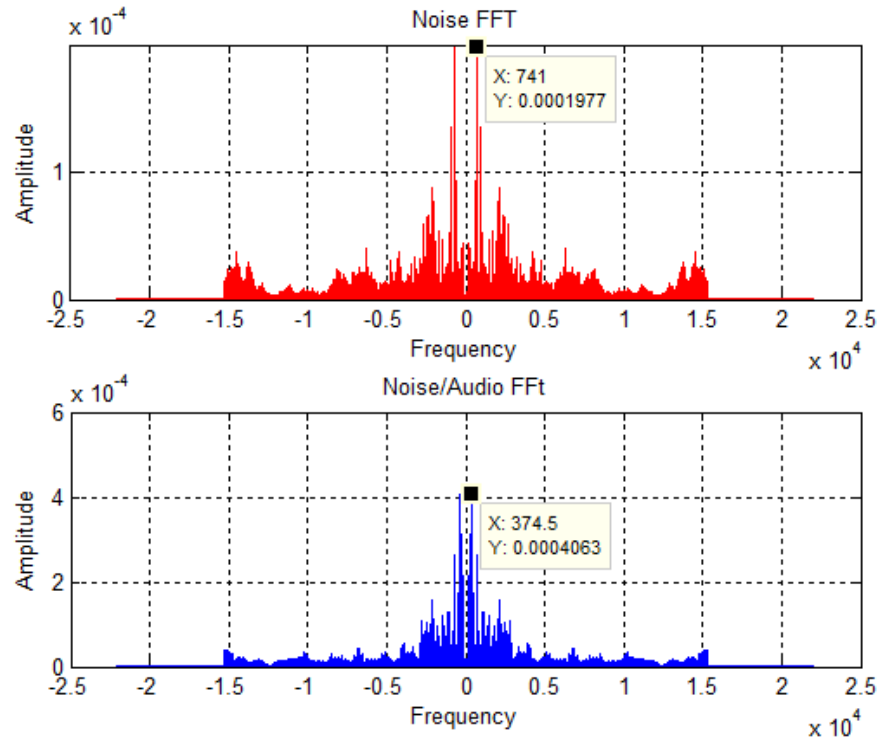 Noise FFT
x 10^-4
X: 741
Y: 0.0001977
Amplitude
1
0
-2.5 -2 -1.5 -1 -0.5 0 0.5 1 1.5 2 2.5
Frequency
x 10^4
Noise/Audio FFt
x 10^-4
6
4
X: 374.5
Y: 0.0004063
Amplitude
2
0
-2.5 -2 -1.5 -1 -0.5 0 0.5 1 1.5 2 2.5
Frequency
x 10^4